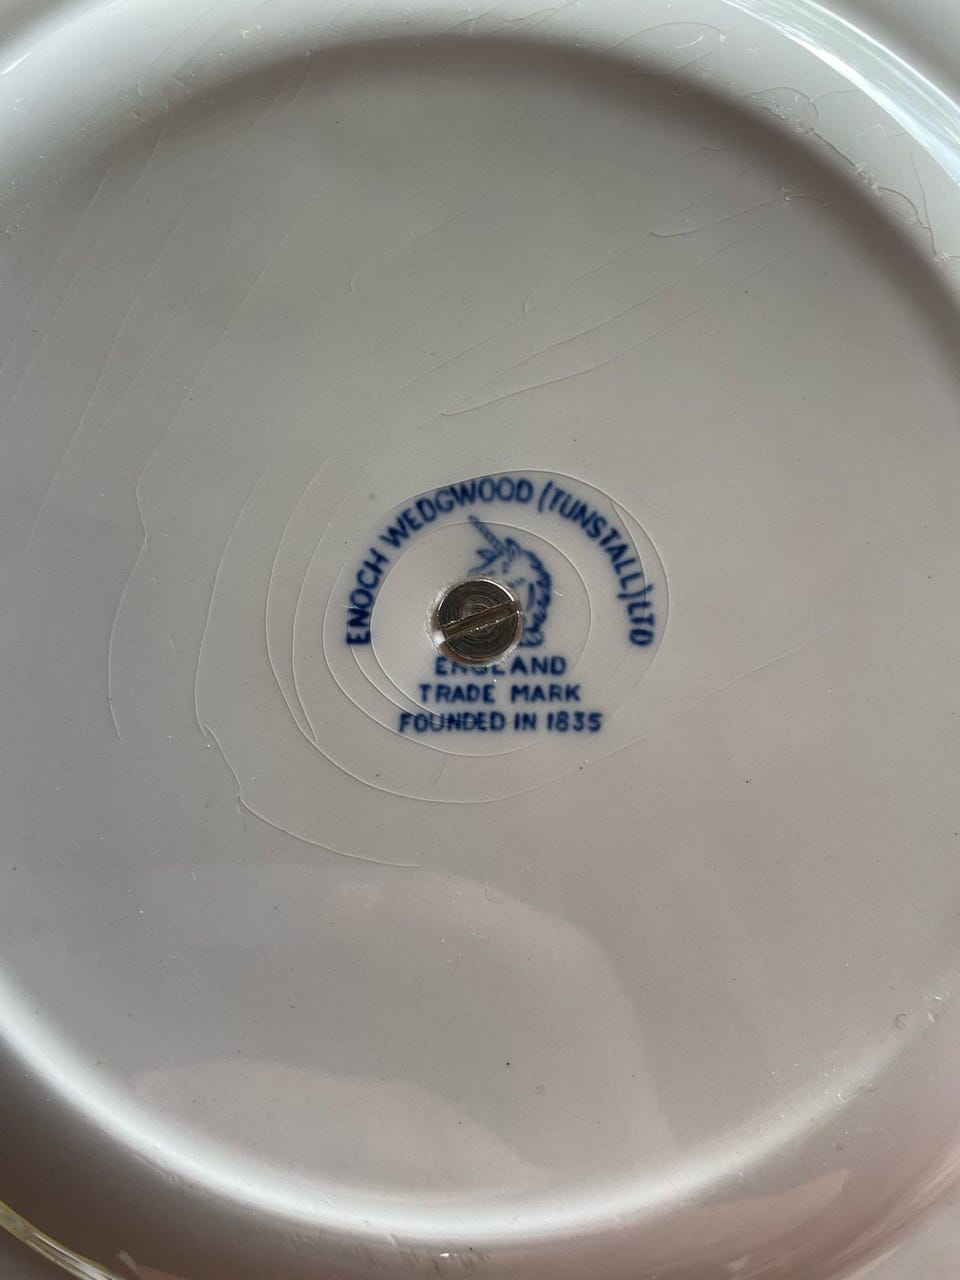 ENOCH WEDGWOOD (TUNSTALL) LTD
ENGLAND
TRADE MARK
FOUNDED IN 1835